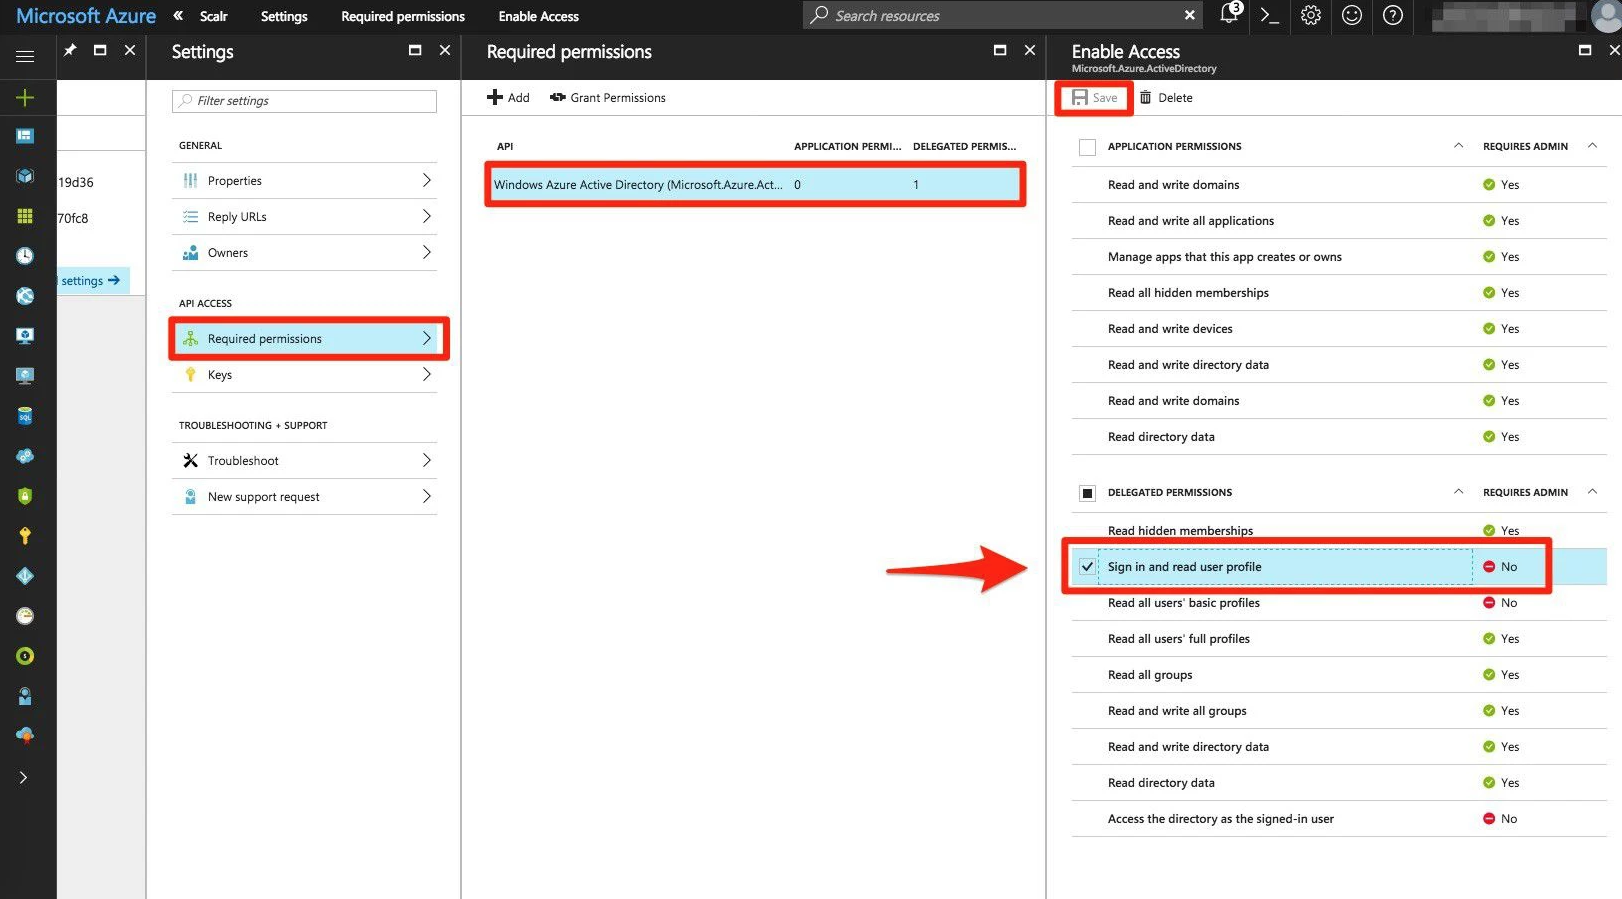 Microsoft Azure « Scalr Settings Required permissions Enable Access Search resources 3
Settings
Required permissions
Enable Access
Microsoft.Azure.ActiveDirectory
Filter settings
Add Grant Permissions
Save Delete
GENERAL
Properties
Reply URLs
Owners
API ACCESS
Required permissions
Keys
TROUBLESHOOTING + SUPPORT
Troubleshoot
New support request
19d36
70fc8
settings →
SQL
API APPLICATION PERMI... DELEGATED PERMIS...
Windows Azure Active Directory (Microsoft.Azure.Act... 0 1
APPLICATION PERMISSIONS REQUIRES ADMIN
Read and write domains Yes
Read and write all applications Yes
Manage apps that this app creates or owns Yes
Read all hidden memberships Yes
Read and write devices Yes
Read and write directory data Yes
Read and write domains Yes
Read directory data Yes
DELEGATED PERMISSIONS REQUIRES ADMIN
Read hidden memberships Yes
Sign in and read user profile No
Read all users' basic profiles No
Read all users' full profiles Yes
Read all groups Yes
Read and write all groups Yes
Read and write directory data Yes
Read directory data Yes
Access the directory as the signed-in user No